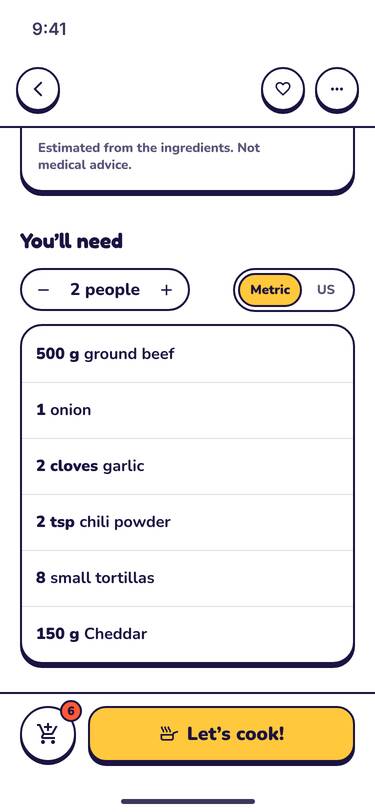 9:41
Estimated from the ingredients. Not
medical advice.
You’ll need
2 people
Metric
US
500 g ground beef
1 onion
2 cloves garlic
2 tsp chili powder
8 small tortillas
150 g Cheddar
6
Let’s cook!